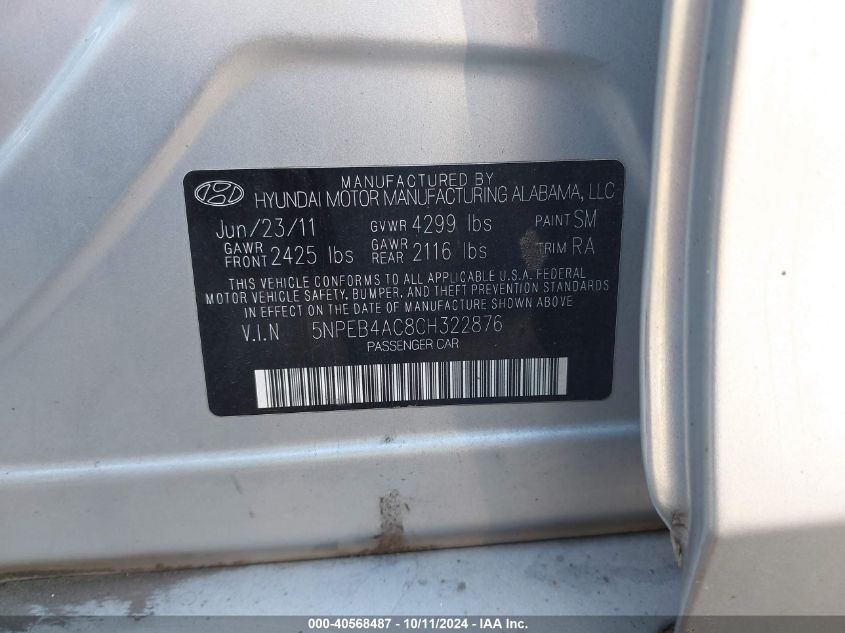 MANUFACTURED BY
HYUNDAI MOTOR MANUFACTURING ALABAMA, LLC
Jun/23/11 GVWR 4299 lbs PAINT SM
GAWR FRONT 2425 lbs GAWR REAR 2116 lbs TRIM RA
THIS VEHICLE CONFORMS TO ALL APPLICABLE U.S.A. FEDERAL
MOTOR VEHICLE SAFETY, BUMPER, AND THEFT PREVENTION STANDARDS
IN EFFECT ON THE DATE OF MANUFACTURE SHOWN ABOVE.
V.I.N 5NPEB4AC8CH322876
PASSENGER CAR
000-40568487 - 10/11/2024 - IAA Inc.